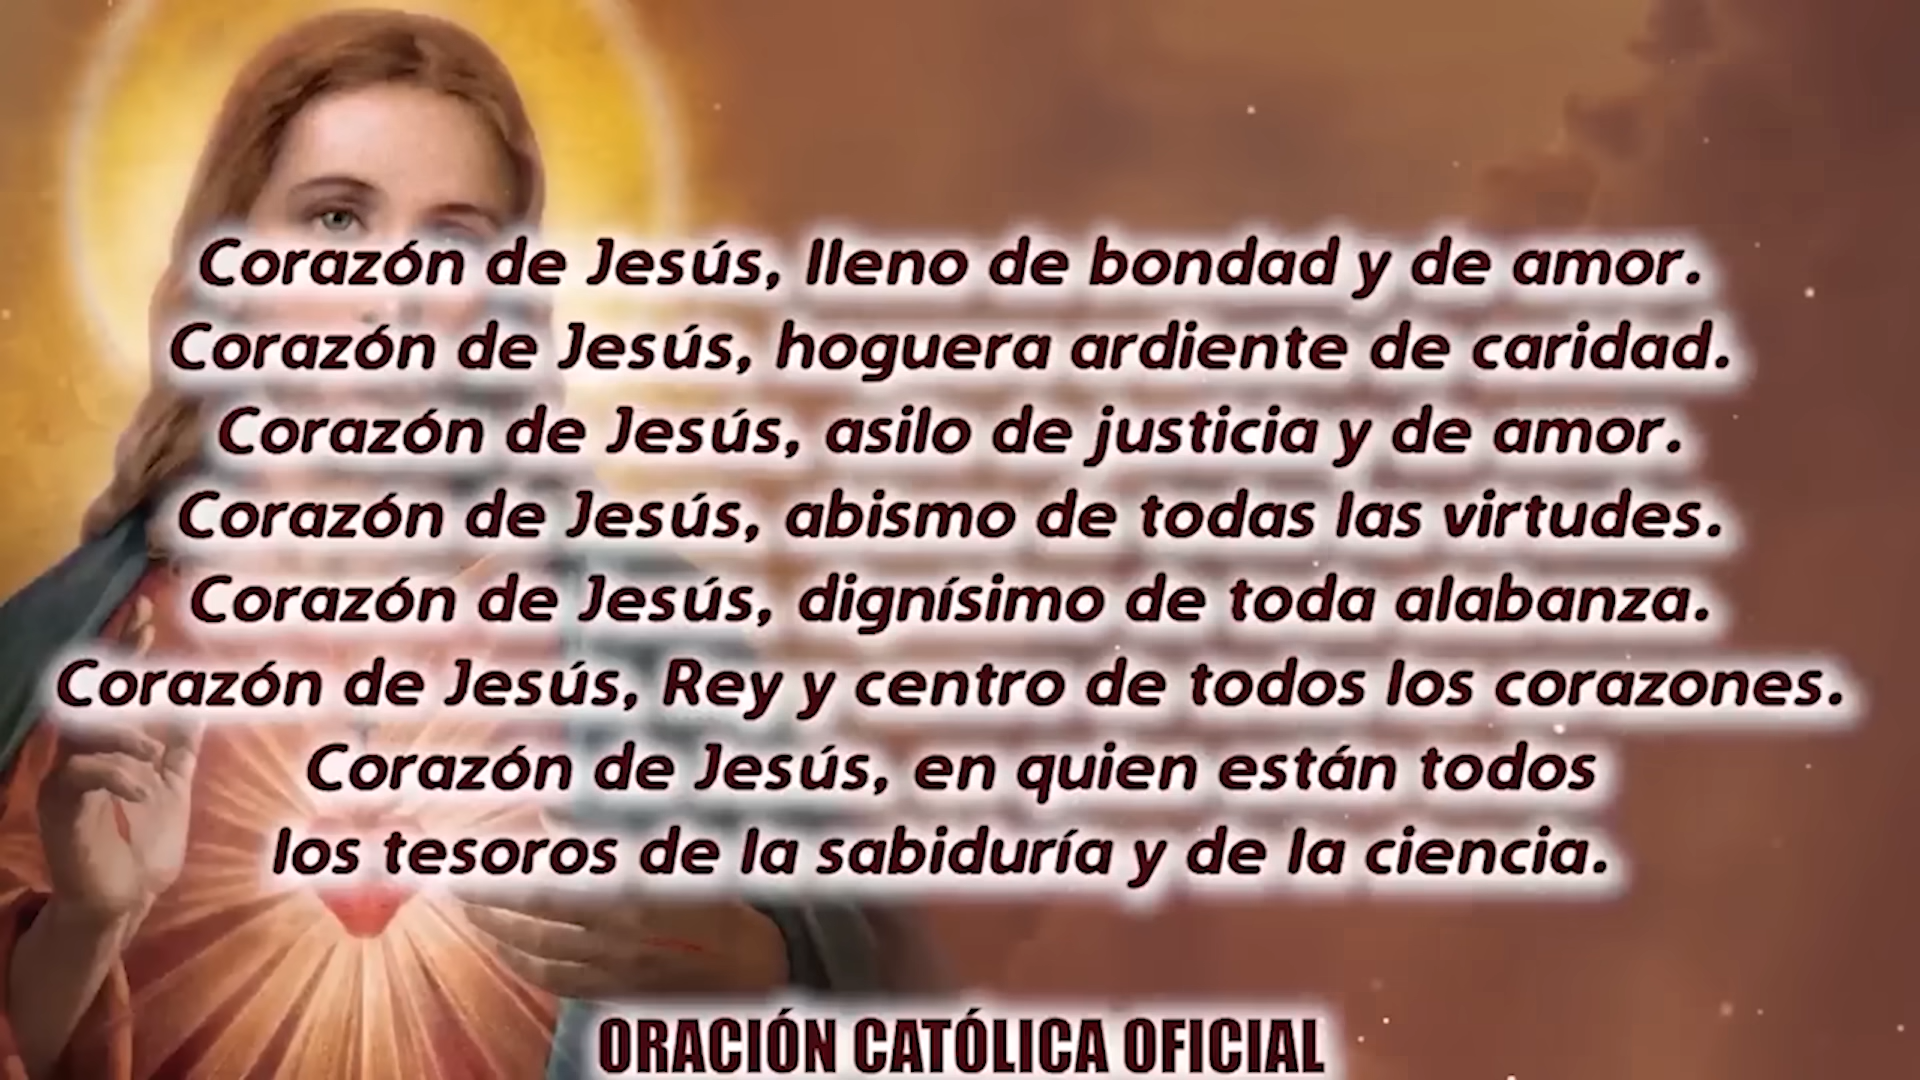 Corazón de Jesús, lleno de bondad y de amor.
Corazón de Jesús, hoguera ardiente de caridad.
Corazón de Jesús, asilo de justicia y de amor.
Corazón de Jesús, abismo de todas las virtudes.
Corazón de Jesús, dignísimo de toda alabanza.
Corazón de Jesús, Rey y centro de todos los corazones.
Corazón de Jesús, en quien están todos
los tesoros de la sabiduría y de la ciencia.
ORACIÓN CATÓLICA OFICIAL